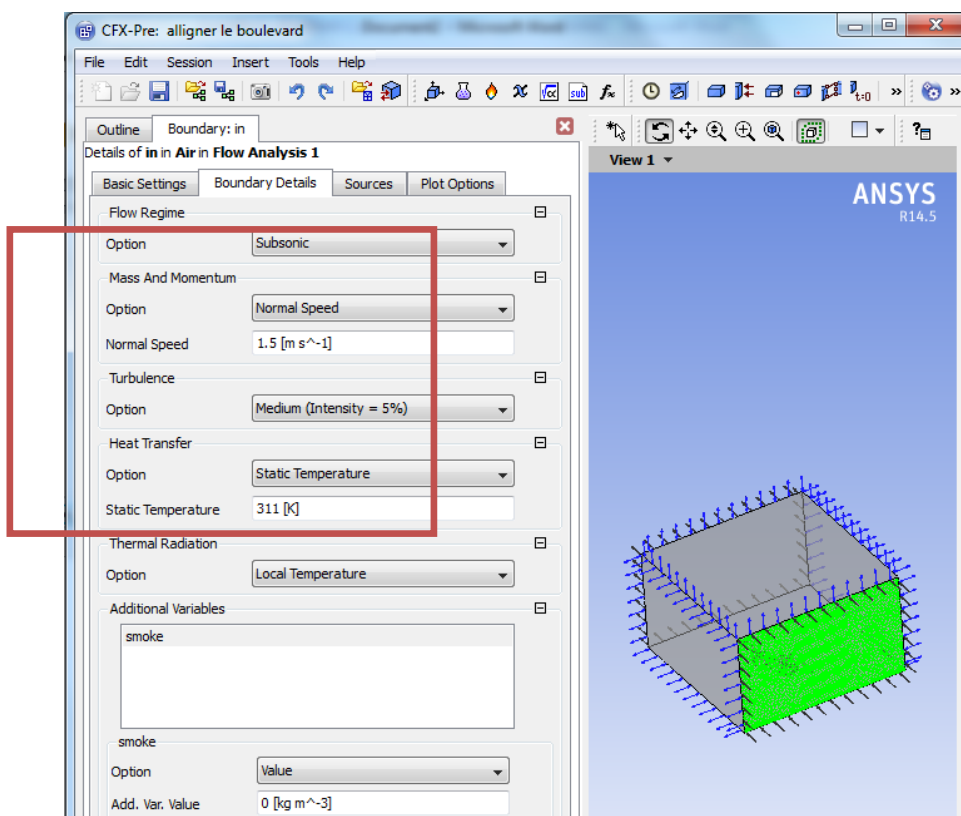 CFX-Pre: alligner le boulevard
File Edit Session Insert Tools Help
Outline Boundary: in
Details of in in Air in Flow Analysis 1
Basic Settings Boundary Details Sources Plot Options
Flow Regime
Option Subsonic
Mass And Momentum
Option Normal Speed
Normal Speed 1.5 [m s^-1]
Turbulence
Option Medium (Intensity = 5%)
Heat Transfer
Option Static Temperature
Static Temperature 311 [K]
Thermal Radiation
Option Local Temperature
Additional Variables
smoke
smoke
Option Value
Add. Var. Value 0 [kg m^-3]
View 1
ANSYS
R14.5